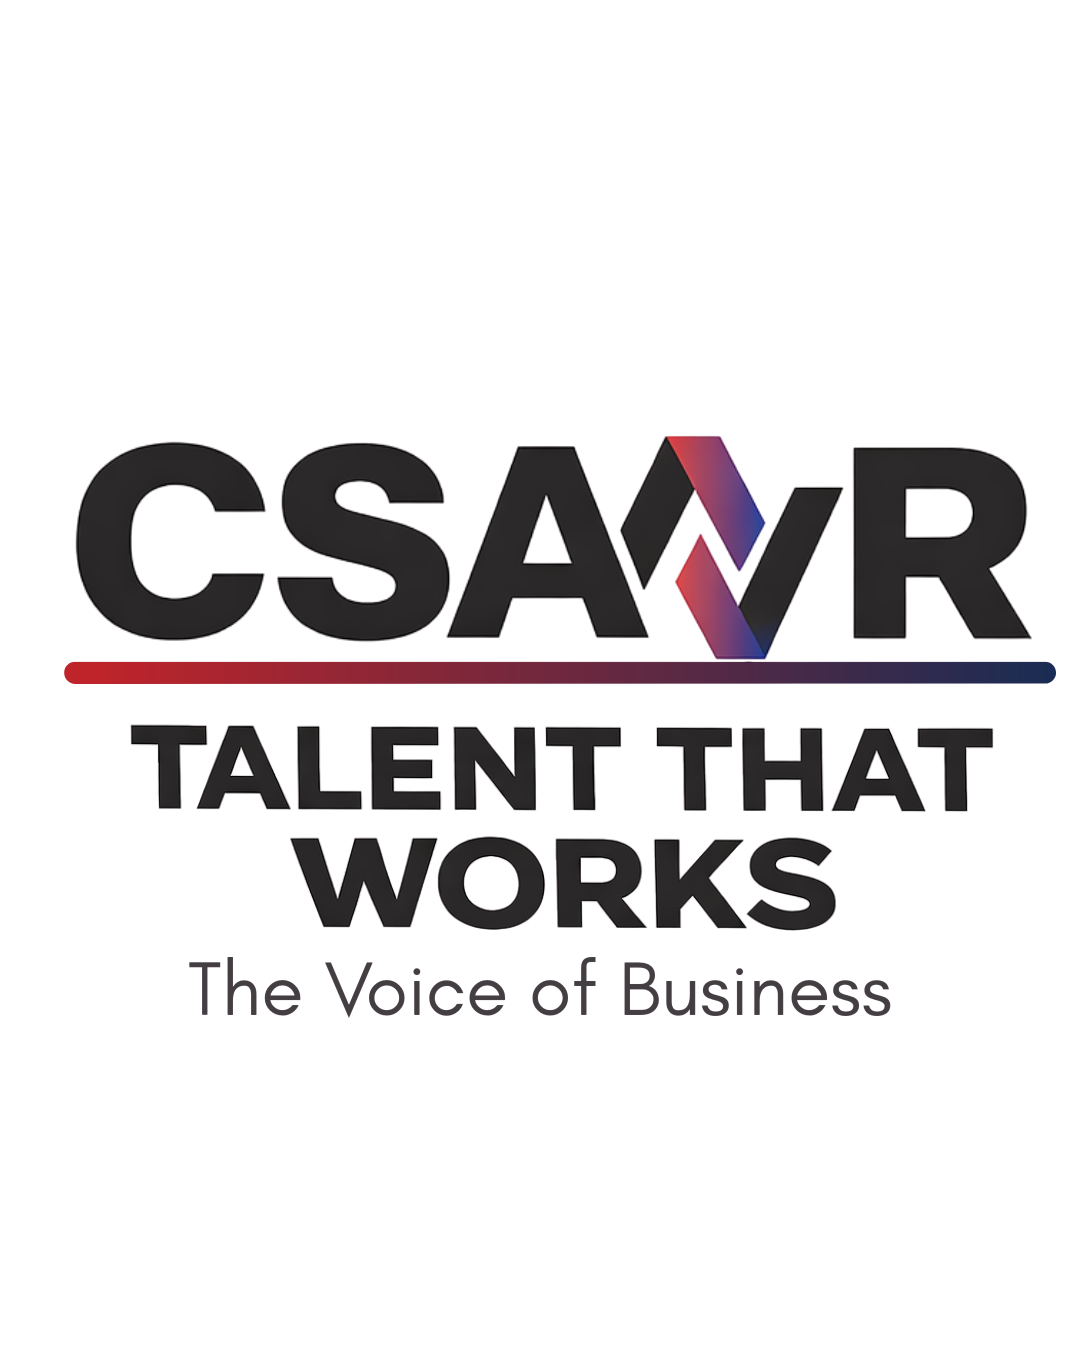 CSAVR
TALENT THAT
WORKS
The Voice of Business